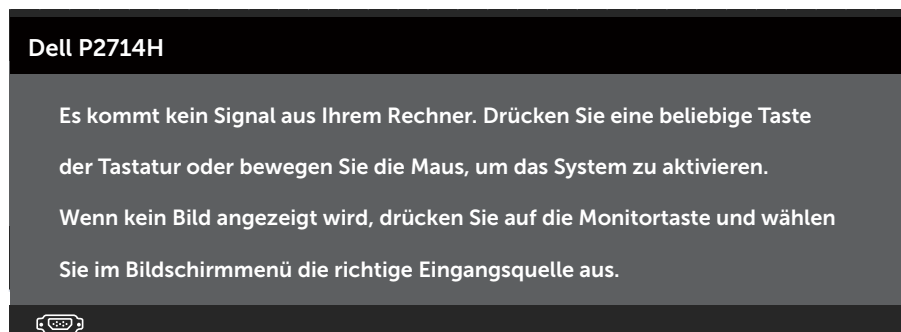 Dell P2714H
Es kommt kein Signal aus Ihrem Rechner. Drücken Sie eine beliebige Taste
der Tastatur oder bewegen Sie die Maus, um das System zu aktivieren.
Wenn kein Bild angezeigt wird, drücken Sie auf die Monitortaste und wählen
Sie im Bildschirmmenü die richtige Eingangsquelle aus.